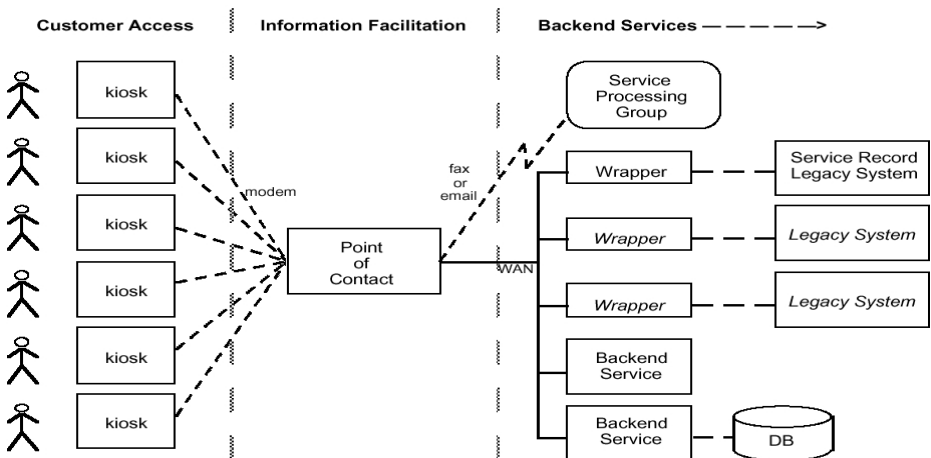 Customer Access
Information Facilitation
Backend Services
kiosk
kiosk
kiosk
kiosk
kiosk
kiosk
modem
Point
of
Contact
fax
or
email
WAN
Service
Processing
Group
Wrapper
Service Record
Legacy System
Wrapper
Legacy System
Wrapper
Legacy System
Backend
Service
Backend
Service
DB